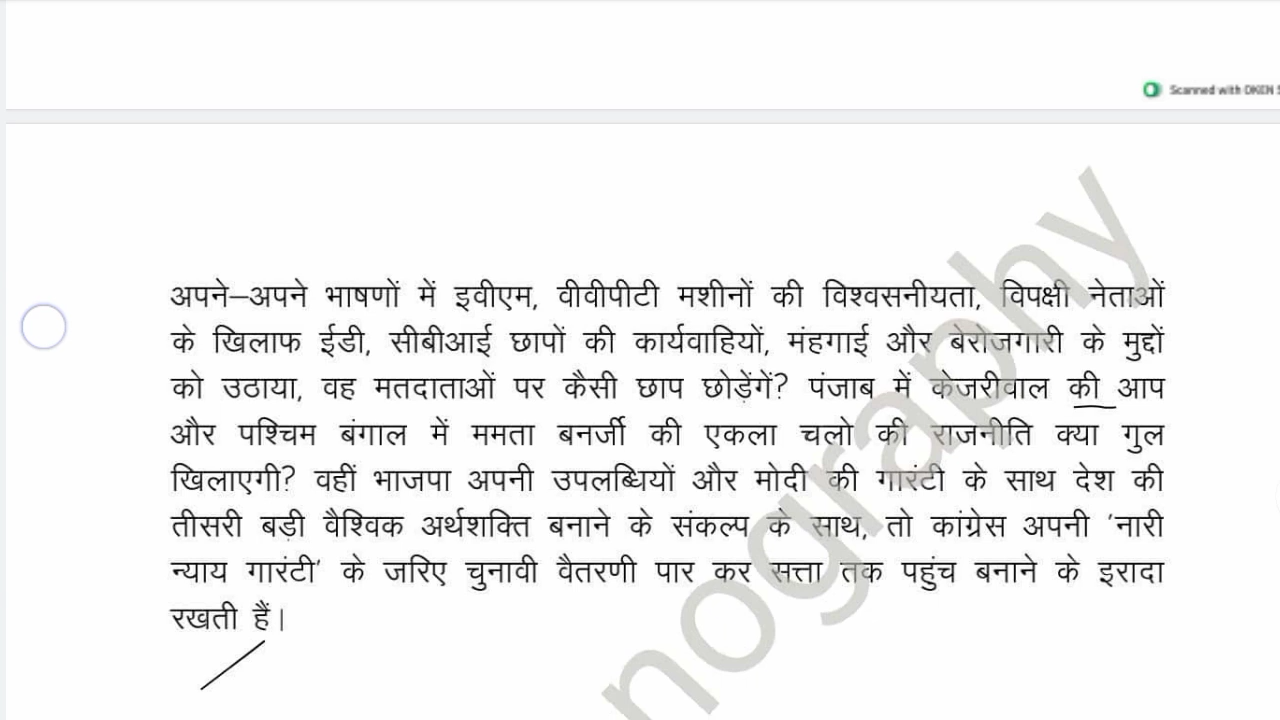 Scanned with OKEN S
अपने–अपने भाषणों में इवीएम, वीवीपीटी मशीनों की विश्वसनीयता, विपक्षी नेताओं
के खिलाफ ईडी, सीबीआई छापों की कार्यवाहियों, मंहगाई और बेरोजगारी के मुद्दों
को उठाया, वह मतदाताओं पर कैसी छाप छोड़ेंगें? पंजाब में केजरीवाल की आप
और पश्चिम बंगाल में ममता बनर्जी की एकला चलो की राजनीति क्या गुल
खिलाएगी? वहीं भाजपा अपनी उपलब्धियों और मोदी की गारंटी के साथ देश की
तीसरी बड़ी वैश्विक अर्थशक्ति बनाने के संकल्प के साथ, तो कांग्रेस अपनी 'नारी
न्याय गारंटी' के जरिए चुनावी वैतरणी पार कर सत्ता तक पहुंच बनाने के इरादा
रखती हैं।
nography